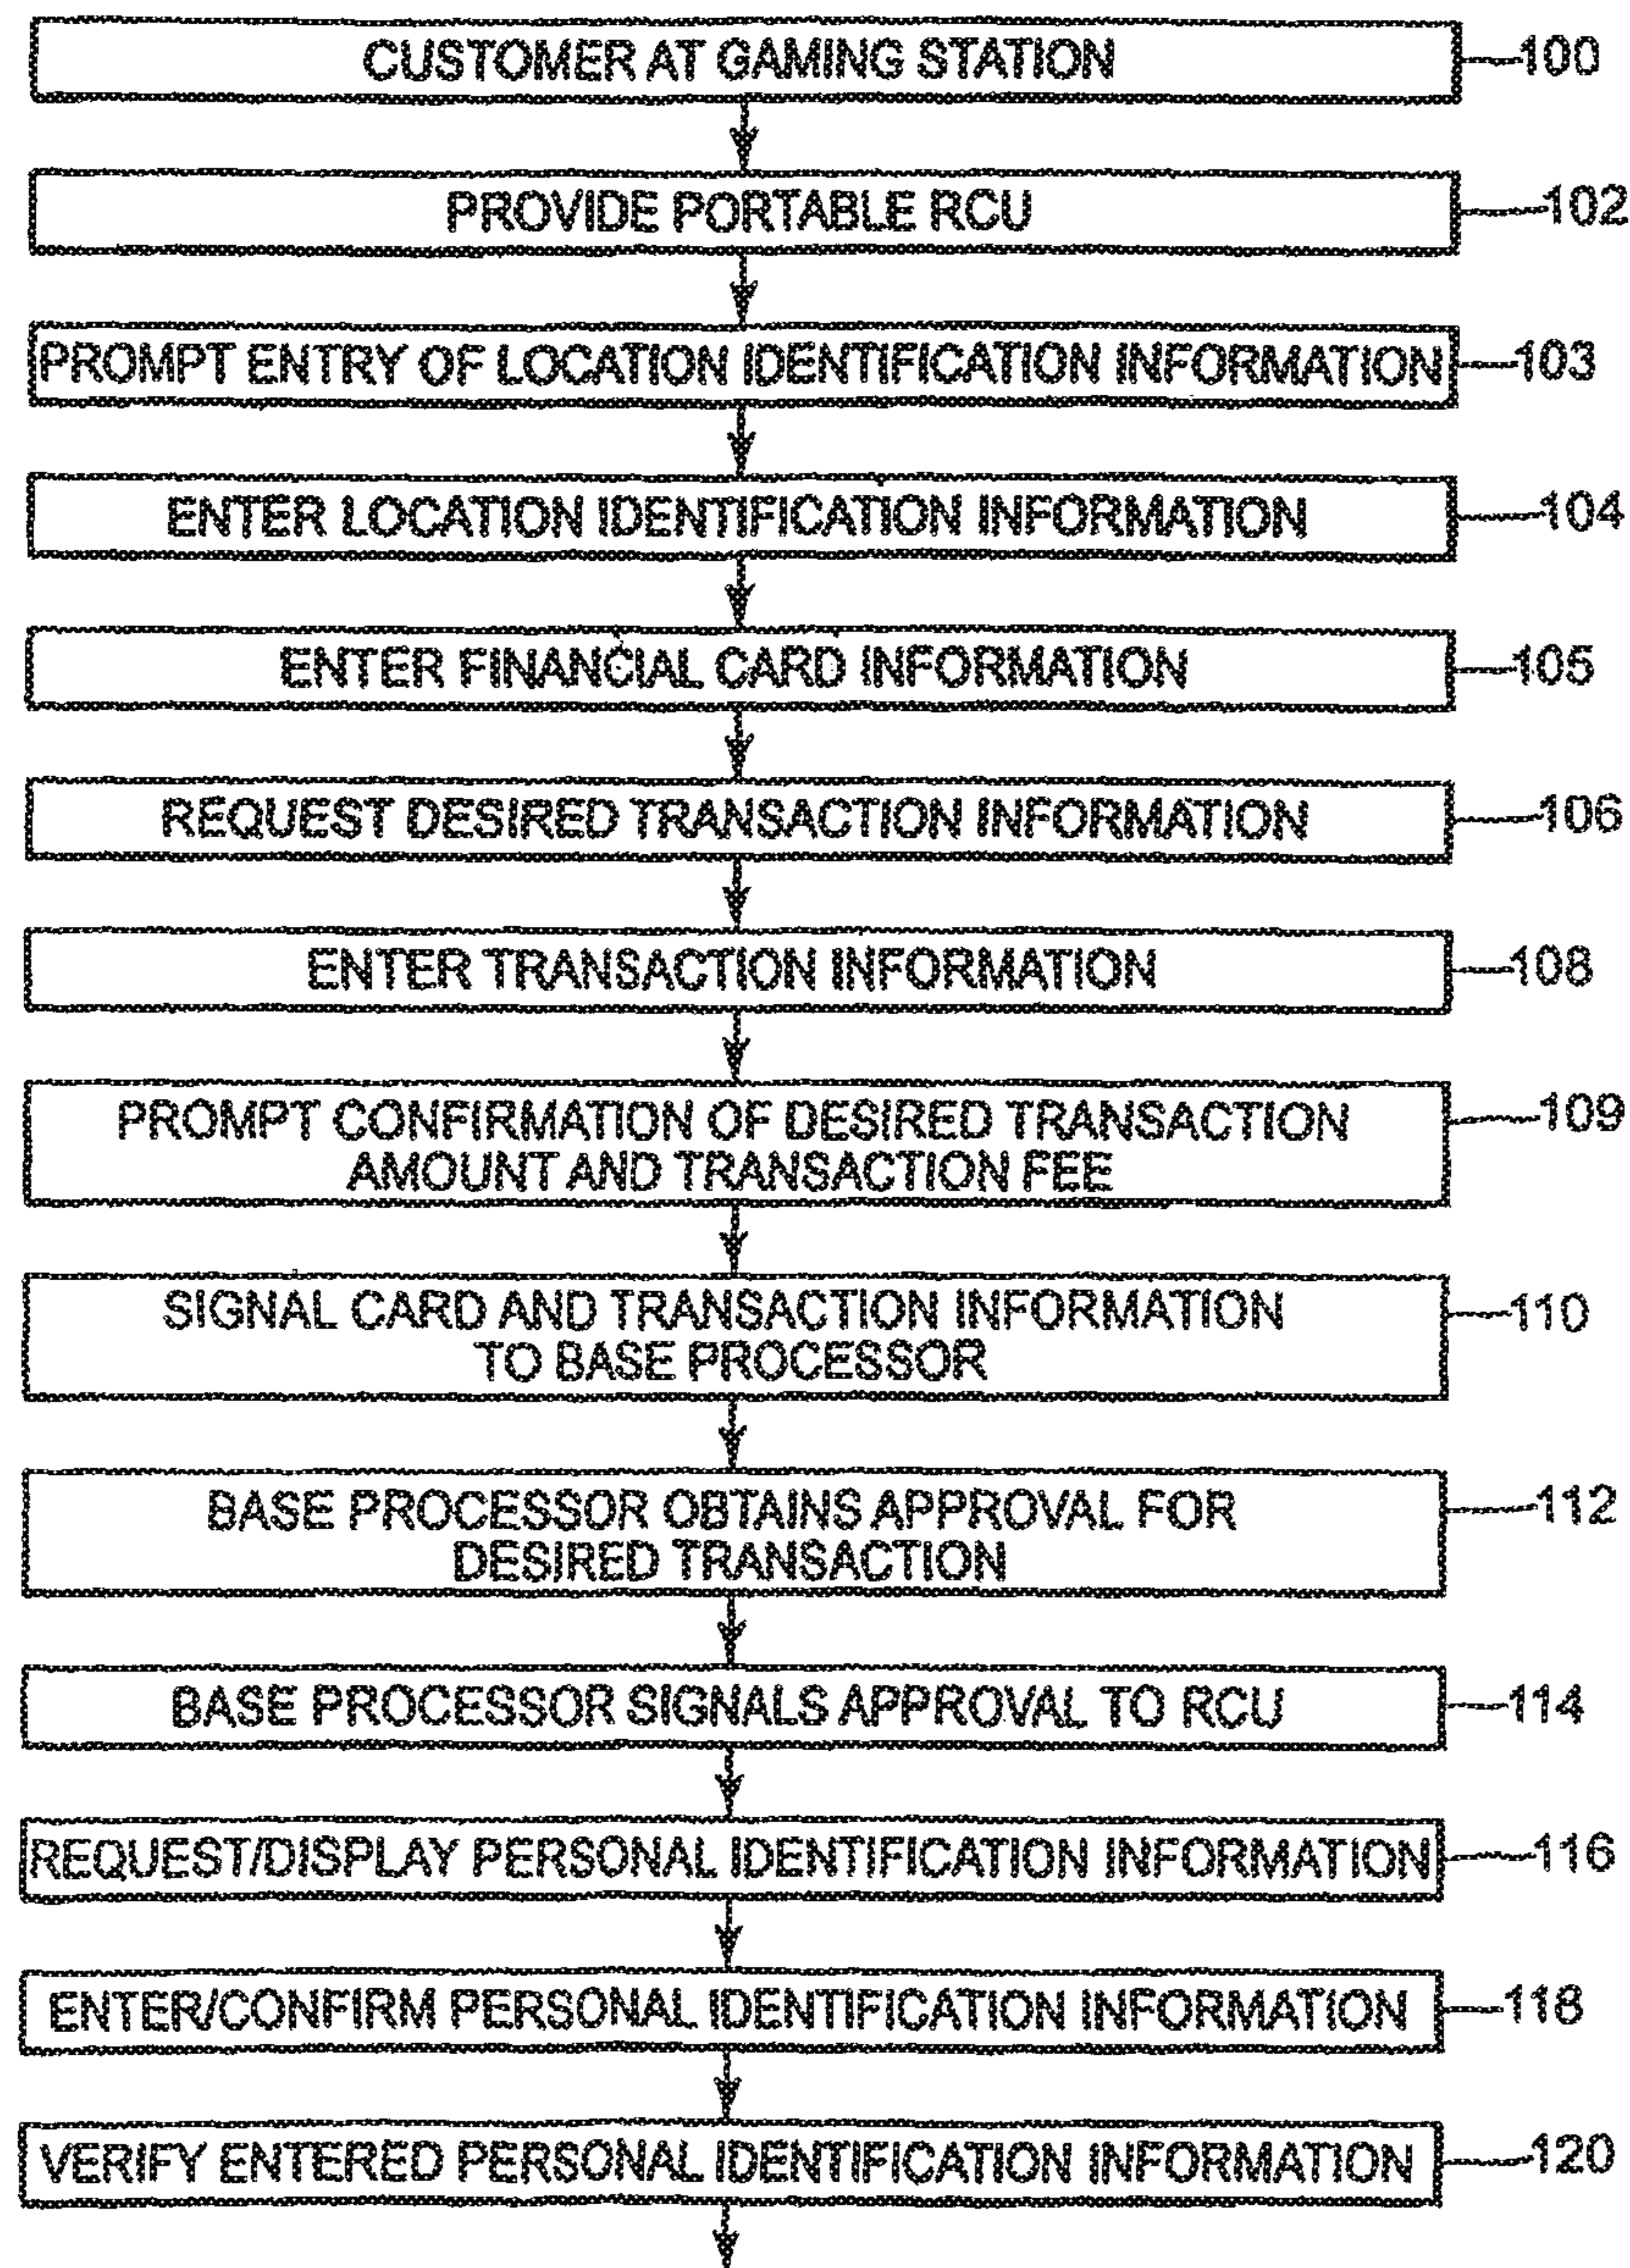 CUSTOMER AT GAMING STATION 100
PROVIDE PORTABLE RCU 102
PROMPT ENTRY OF LOCATION IDENTIFICATION INFORMATION 103
ENTER LOCATION IDENTIFICATION INFORMATION 104
ENTER FINANCIAL CARD INFORMATION 105
REQUEST DESIRED TRANSACTION INFORMATION 106
ENTER TRANSACTION INFORMATION 108
PROMPT CONFIRMATION OF DESIRED TRANSACTION 109
AMOUNT AND TRANSACTION FEE
SIGNAL CARD AND TRANSACTION INFORMATION 110
TO BASE PROCESSOR
BASE PROCESSOR OBTAINS APPROVAL FOR 112
DESIRED TRANSACTION
BASE PROCESSOR SIGNALS APPROVAL TO RCU 114
REQUEST/DISPLAY PERSONAL IDENTIFICATION INFORMATION 116
ENTER/CONFIRM PERSONAL IDENTIFICATION INFORMATION 118
VERIFY ENTERED PERSONAL IDENTIFICATION INFORMATION 120